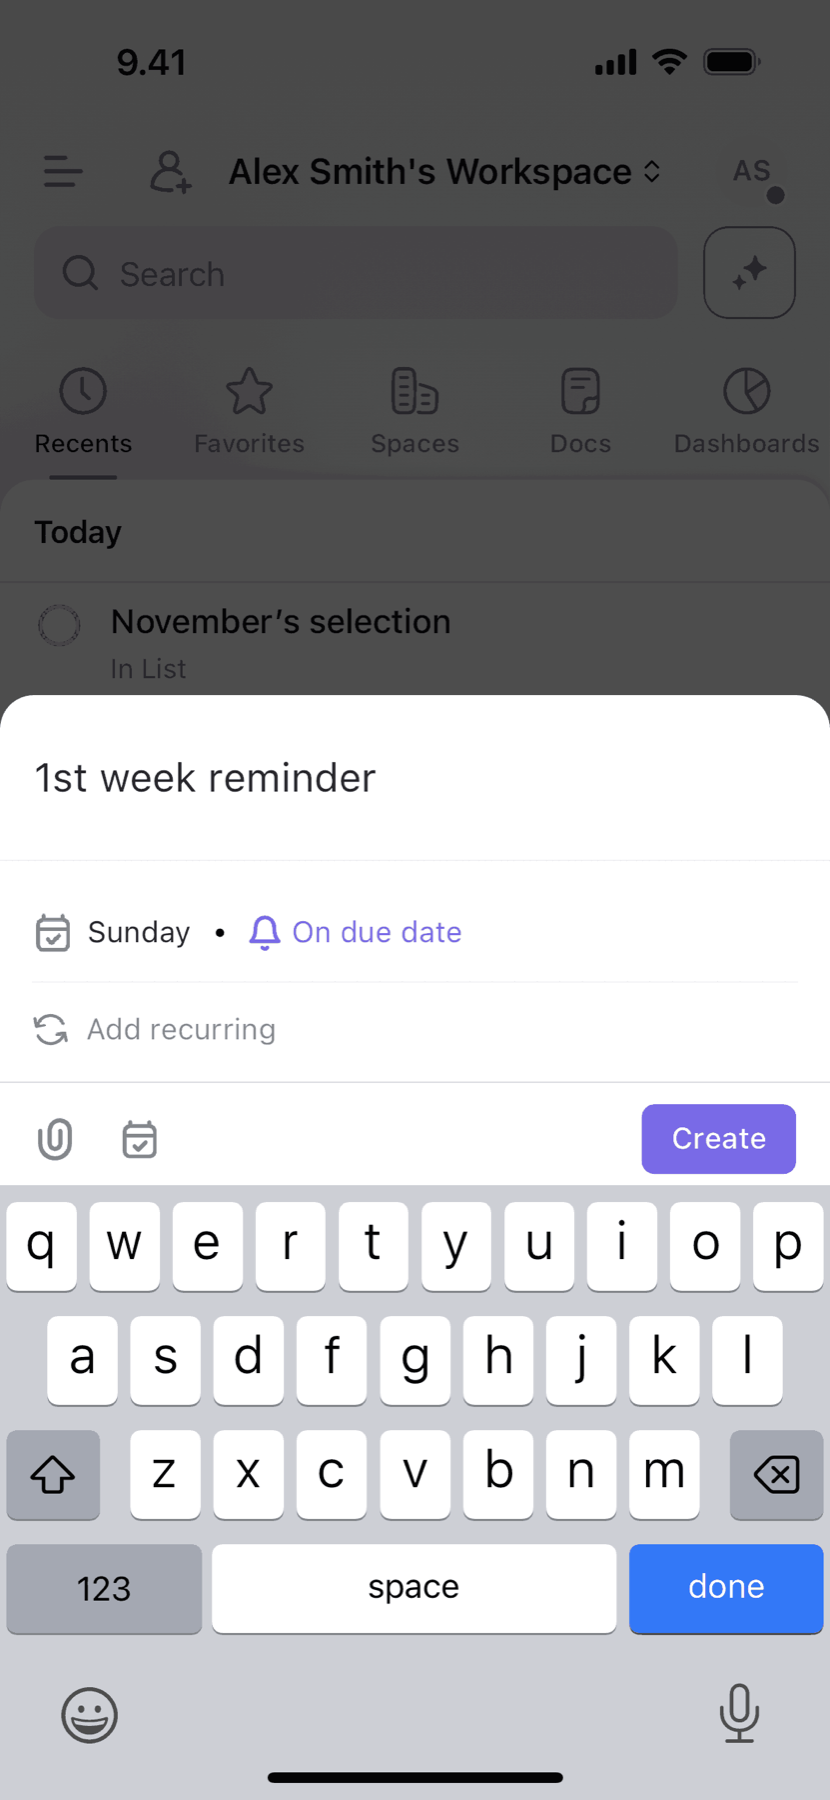 9.41
Alex Smith's Workspace
AS
Search
Recents
Favorites
Spaces
Docs
Dashboards
Today
November’s selection
In List
1st week reminder
Sunday • On due date
Add recurring
Create
q w e r t y u i o p
a s d f g h j k l
z x c v b n m
123 space done